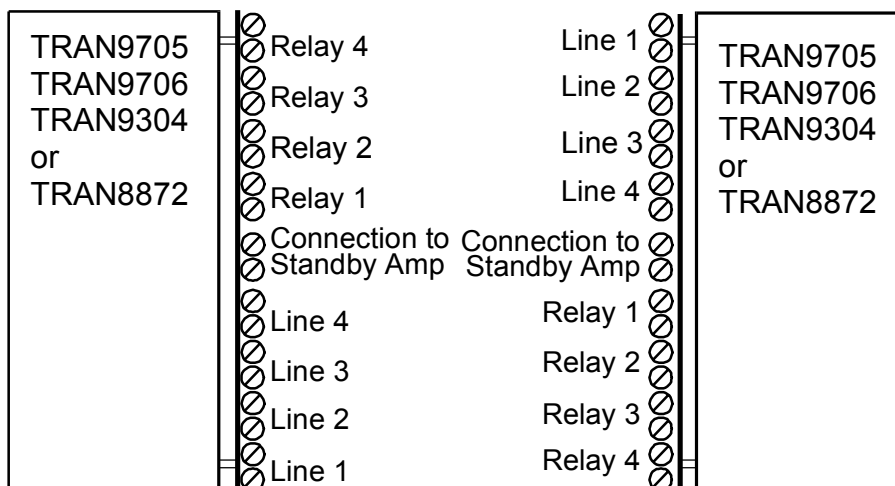 TRAN9705
TRAN9706
TRAN9304
or
TRAN8872
Relay 4
Relay 3
Relay 2
Relay 1
Connection to
Standby Amp
Line 4
Line 3
Line 2
Line 1
Line 1
Line 2
Line 3
Line 4
Connection to
Standby Amp
Relay 1
Relay 2
Relay 3
Relay 4
TRAN9705
TRAN9706
TRAN9304
or
TRAN8872